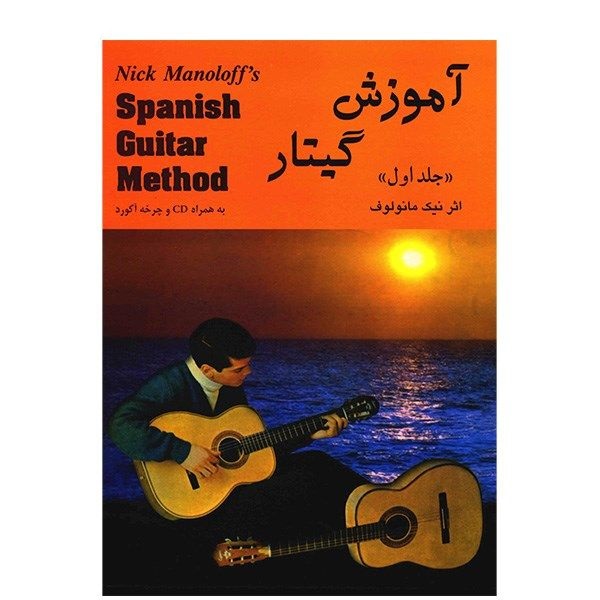 Nick Manoloff's
Spanish
Guitar
Method
به همراه CD و چرخه آکورد
آموزش
گیتار
«جلد اول»
اثر نیک مانولوف